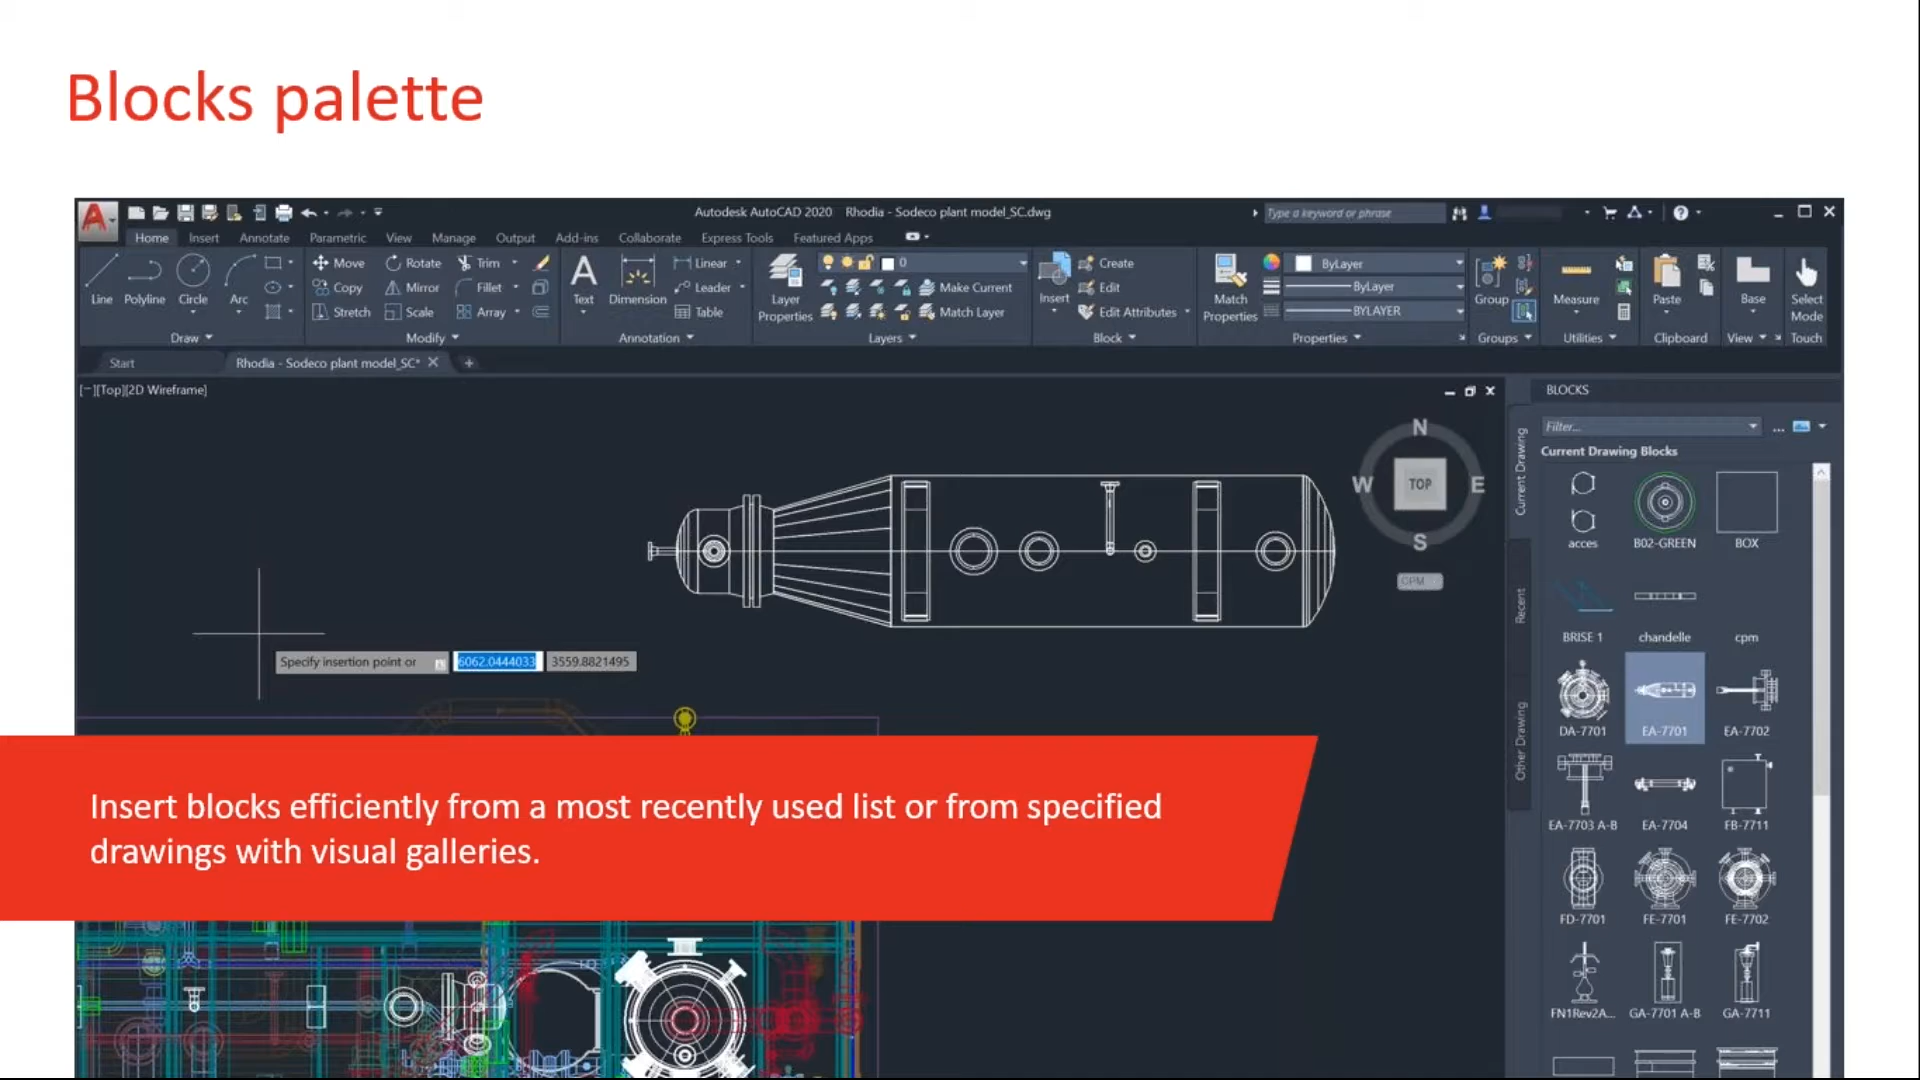 Blocks palette
Autodesk AutoCAD 2020 Rhodia - Sodeco plant model_SC.dwg
Type a keyword or phrase
Home Insert Annotate Parametric View Manage Output Add-ins Collaborate Express Tools Featured Apps
Line Polyline Circle Arc
Draw
Move Rotate Trim
Copy Mirror Fillet
Stretch Scale Array
Modify
Text Dimension
Linear
Leader
Table
Annotation
Layer Properties
0
Make Current
Match Layer
Layers
Insert
Create
Edit
Edit Attributes
Block
Match Properties
ByLayer
ByLayer
BYLAYER
Properties
Group
Groups
Measure
Utilities
Paste
Clipboard
Base
View
Select Mode
Touch
Start Rhodia - Sodeco plant model_SC*
[−][Top][2D Wireframe]
N
W TOP E
S
CPM
Specify insertion point or 6062.0444033 3559.8821495
BLOCKS
Filter...
Current Drawing Blocks
Current Drawing
Recent
Other Drawing
acces B02-GREEN BOX
BRISE 1 chandelle cpm
DA-7701 EA-7701 EA-7702
EA-7703 A-B EA-7704 FB-7711
FD-7701 FE-7701 FE-7702
FN1Rev2A... GA-7701 A-B GA-7711
Insert blocks efficiently from a most recently used list or from specified
drawings with visual galleries.